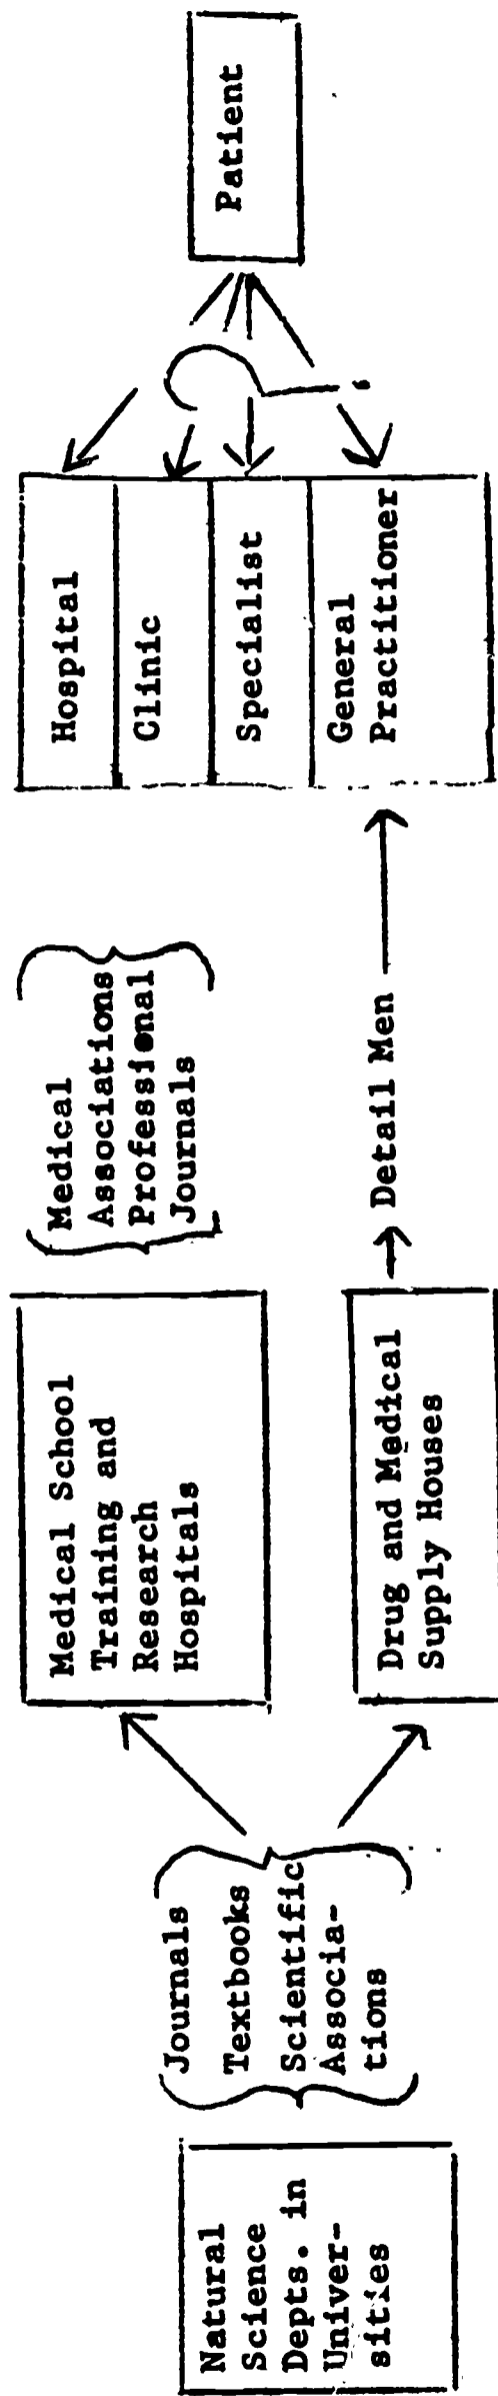 Natural
Science
Depts. in
Univer-
sities
Journals
Textbooks
Scientific
Associa-
tions
Medical School
Training and
Research
Hospitals
Drug and Medical
Supply Houses
Medical
Associations
Professional
Journals
Detail Men
Hospital
Clinic
Specialist
General
Practitioner
?
Patient